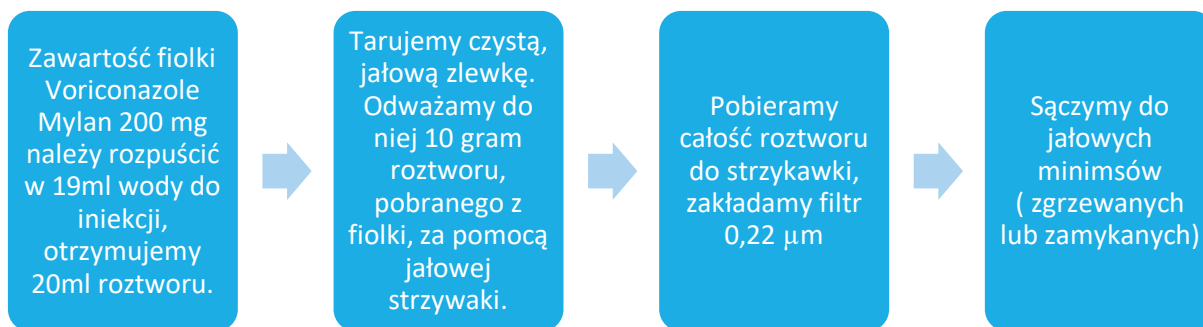 Zawartość fiolki
Voriconazole
Mylan 200 mg
należy rozpuścić
w 19ml wody do
iniekcji,
otrzymujemy
20ml roztworu.
Tarujemy czystą,
jałową zlewkę.
Odważamy do
niej 10 gram
roztworu,
pobranego z
fiolki, za pomocą
jałowej
strzywaki.
Pobieramy
całość roztworu
do strzykawki,
zakładamy filtr
0,22 μm
Sączymy do
jałowych
minimsów
( zgrzewanych
lub zamykanych)